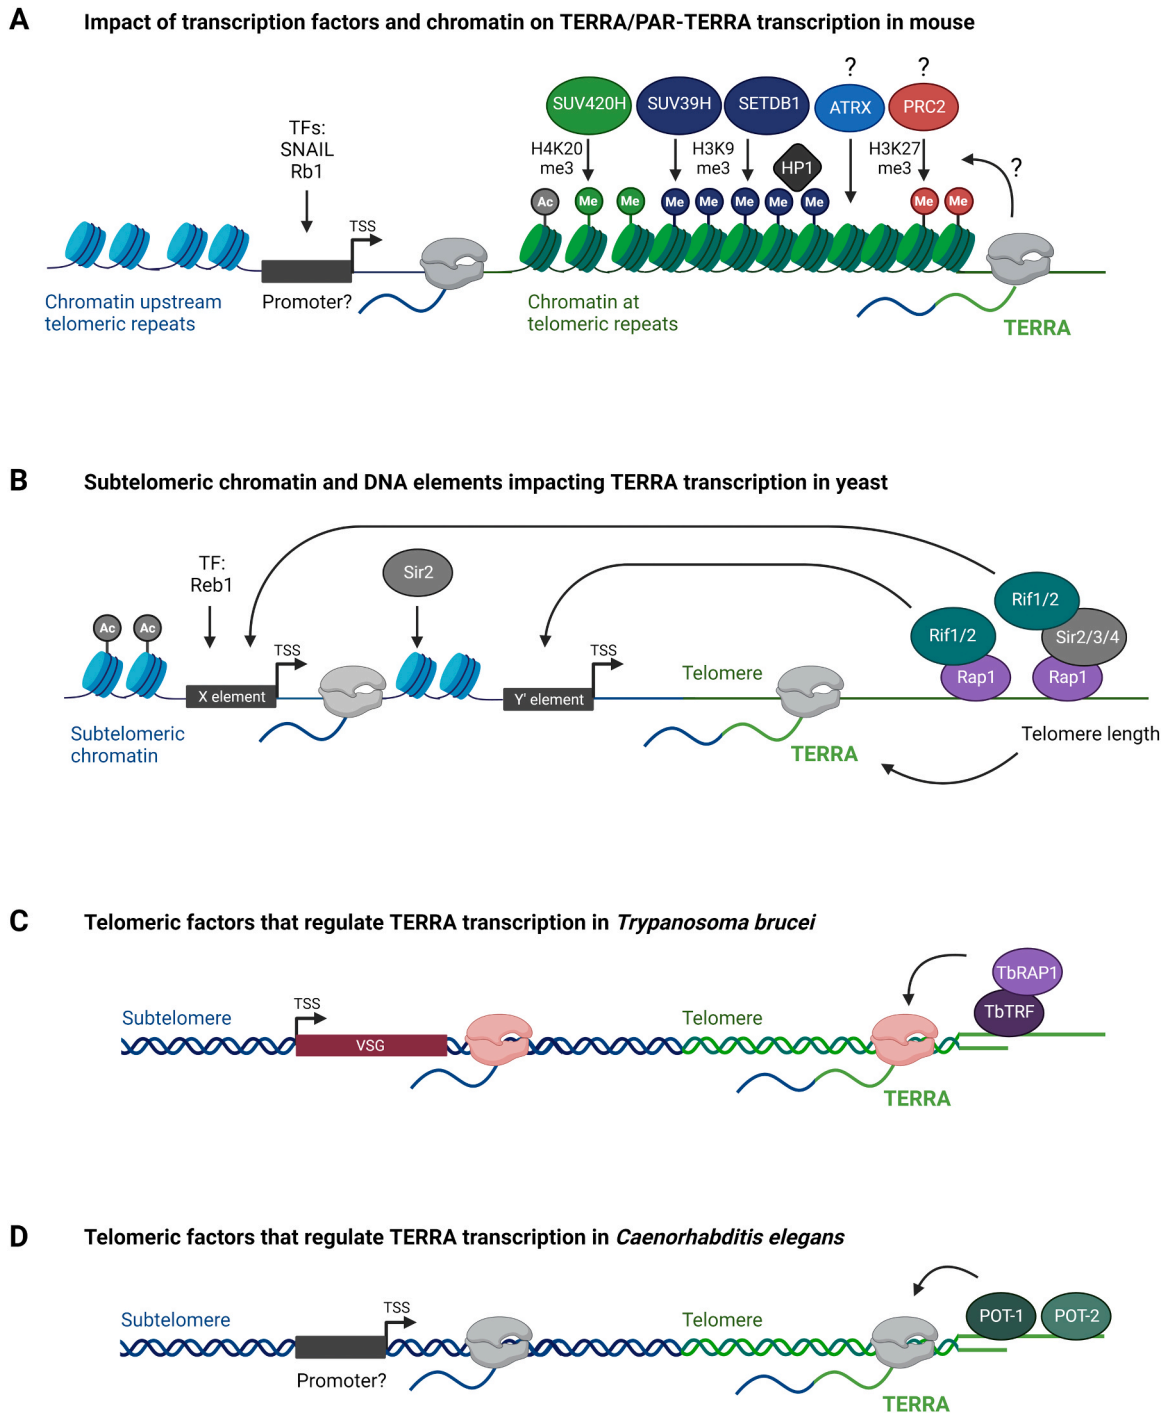 A
Impact of transcription factors and chromatin on TERRA/PAR-TERRA transcription in mouse
?
?
SUV420H
SUV39H
SETDB1
ATRX
PRC2
TFs:
SNAIL
Rb1
H4K20
me3
H3K9
me3
HP1
H3K27
me3
?
Ac
Me
Me
Me
Me
Me
Me
Me
Me
Me
TSS
Chromatin upstream
telomeric repeats
Promoter?
Chromatin at
telomeric repeats
TERRA
B
Subtelomeric chromatin and DNA elements impacting TERRA transcription in yeast
TF:
Reb1
Sir2
Rif1/2
Ac
Ac
Rif1/2
Sir2/3/4
TSS
TSS
Telomere
Rap1
Rap1
X element
Y' element
Subtelomeric
chromatin
TERRA
Telomere length
C
Telomeric factors that regulate TERRA transcription in Trypanosoma brucei
TbRAP1
TbTRF
TSS
Subtelomere
Telomere
VSG
TERRA
D
Telomeric factors that regulate TERRA transcription in Caenorhabditis elegans
TSS
Subtelomere
Telomere
POT-1
POT-2
Promoter?
TERRA